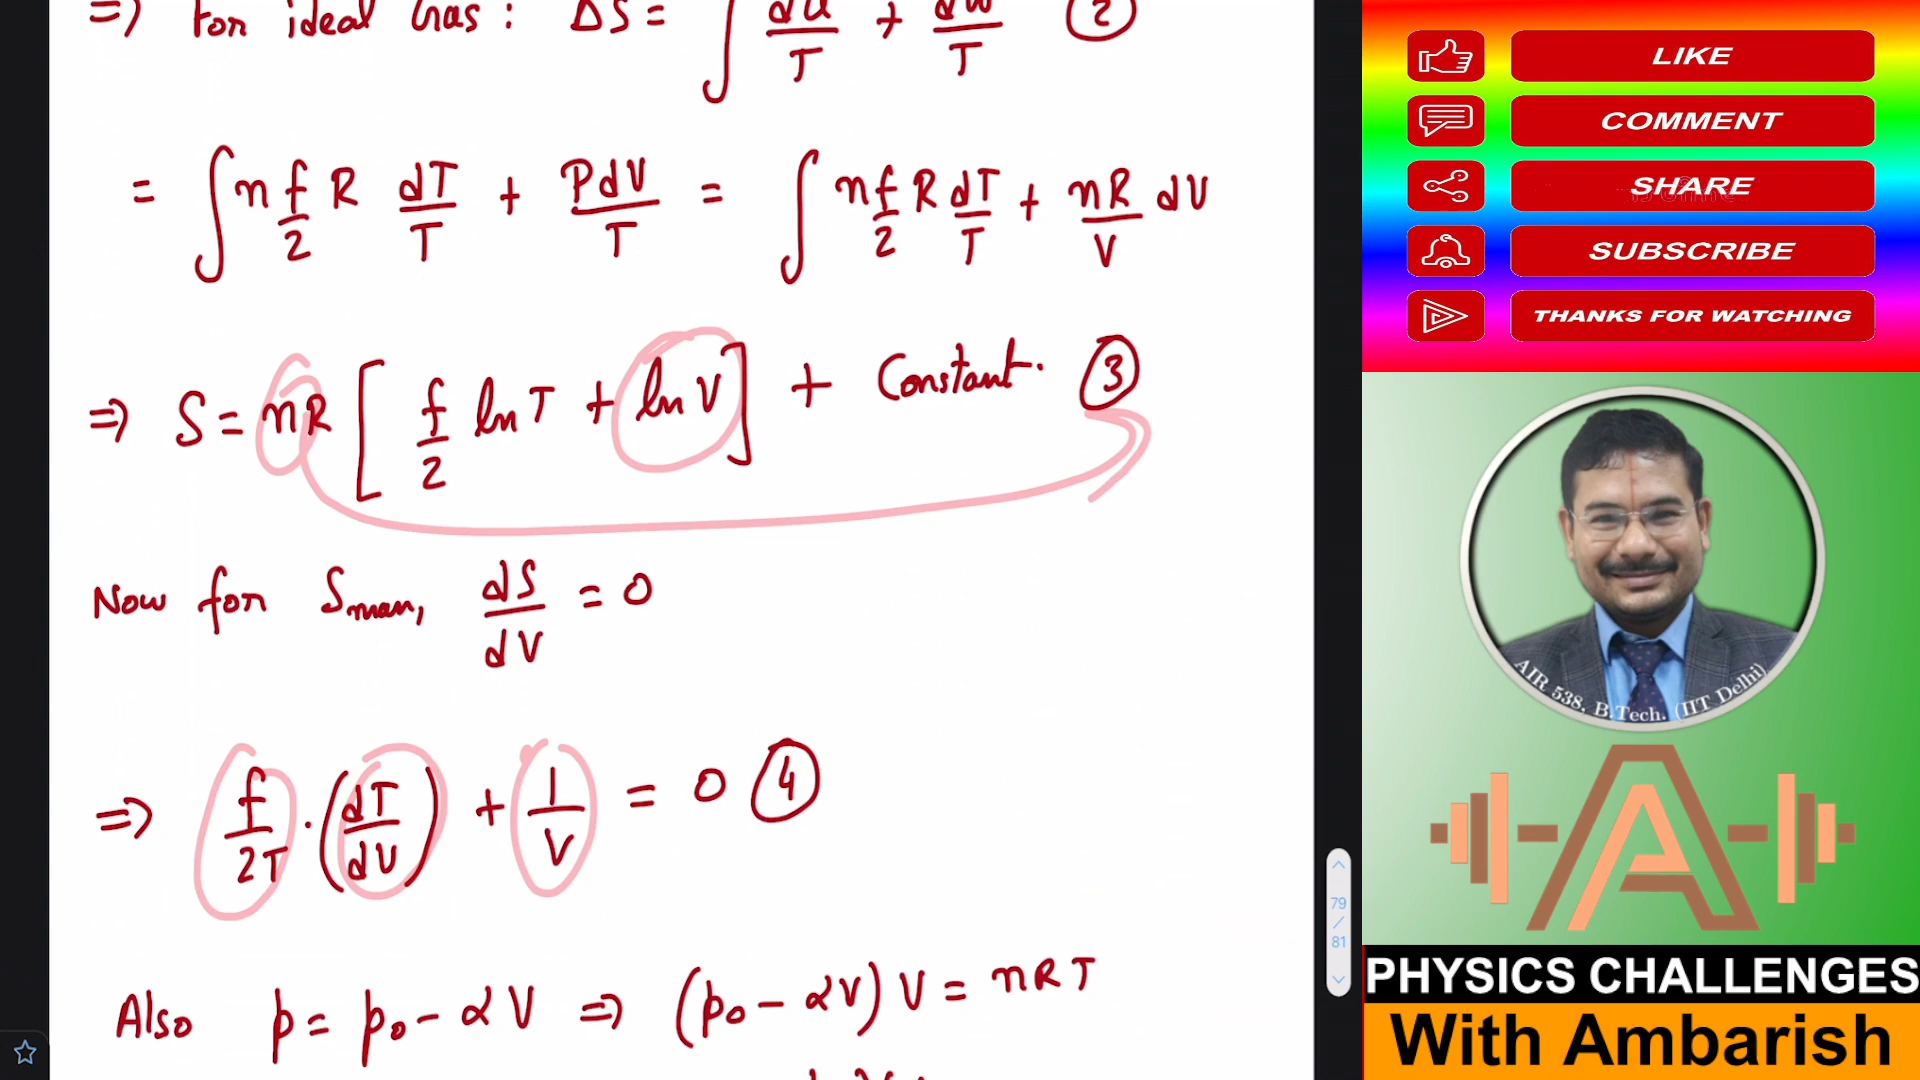 ⇒ For ideal Gas : ΔS = ∫ dU/T + dW/T ②
= ∫ n f/2 R dT/T + PdV/T = ∫ n f/2 R dT/T + nR/V dV
⇒ S = nR [ f/2 ln T + ln V ] + Constant. ③
Now for Smax, dS/dV = 0
⇒ f/2T · (dT/dV) + 1/V = 0 ④
Also p = p₀ - αV ⇒ (p₀ - αV) V = nRT
79
/
81
LIKE
COMMENT
SHARE
SUBSCRIBE
THANKS FOR WATCHING
AIR 538, B.Tech. (IIT Delhi)
A
PHYSICS CHALLENGES
With Ambarish